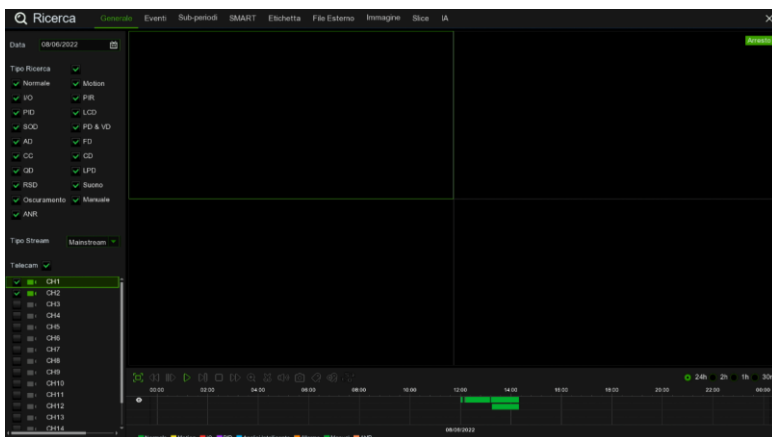 Ricerca
Generale Eventi Sub-periodi SMART Etichetta File Esterno Immagine Slice IA
Data 08/08/2022
Arresto
Tipo Ricerca
Normale Motion
I/O PIR
PID LCD
SOD PD & VD
AD FD
CC CD
QD LPD
RSD Suono
Oscuramento Manuale
ANR
Tipo Stream Mainstream
Telecam
CH1
CH2
CH3
CH4
CH5
CH6
CH7
CH8
CH9
CH10
CH11
CH12
CH13
CH14
24h 2h 1h 30m
00:00 02:00 04:00 06:00 08:00 10:00 12:00 14:00 16:00 18:00 20:00 22:00 00:00
08/08/2022